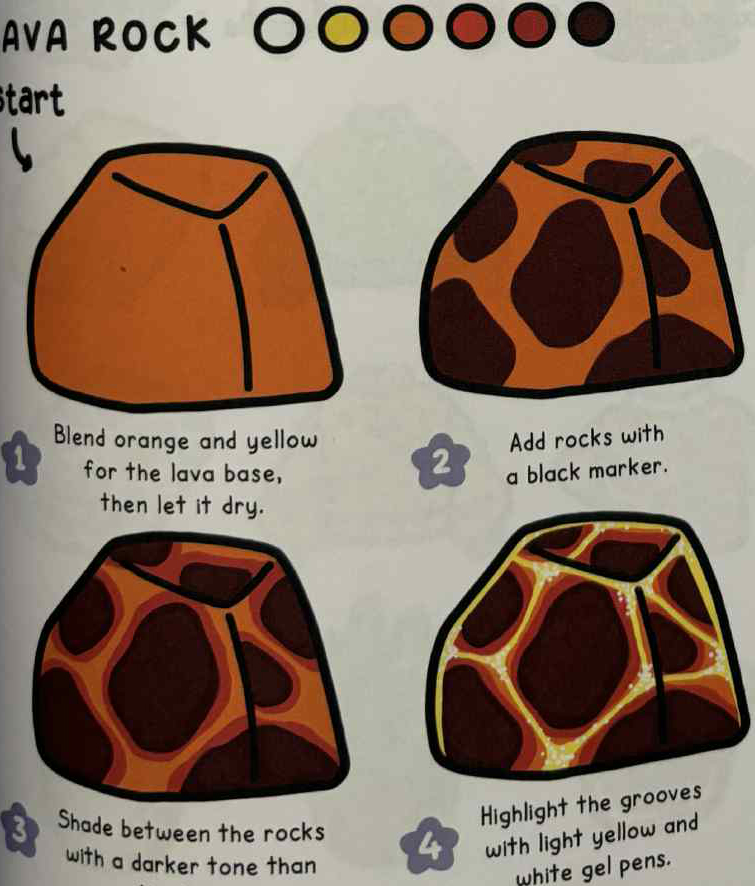 AVA ROCK
start
1
Blend orange and yellow
for the lava base,
then let it dry.
2
Add rocks with
a black marker.
3
Shade between the rocks
with a darker tone than
4
Highlight the grooves
with light yellow and
white gel pens.